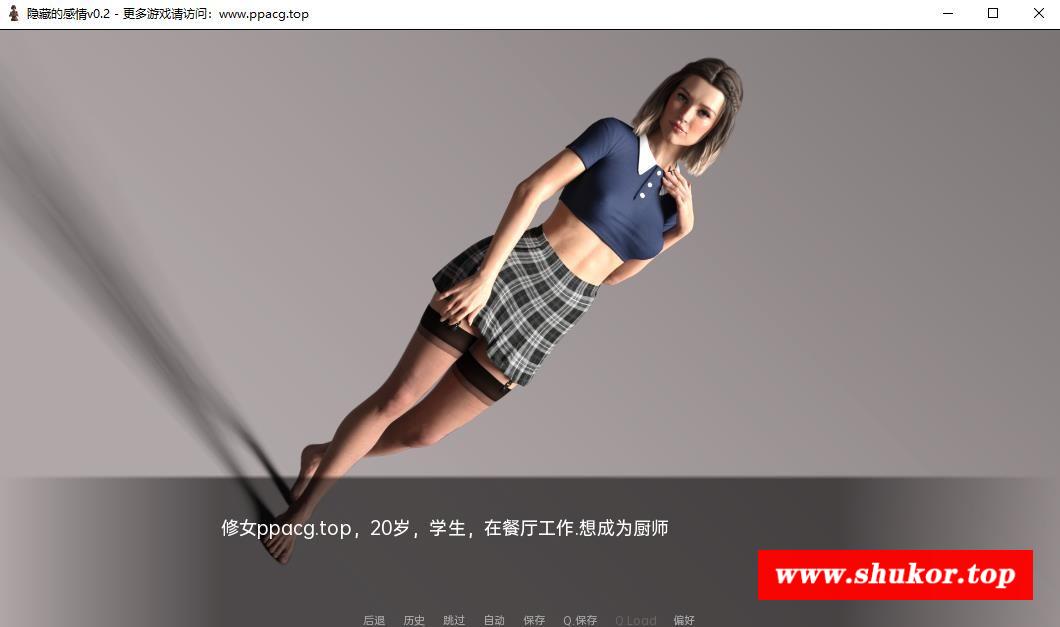 隐藏的感情v0.2 - 更多游戏请访问：www.ppacg.top
修女ppacg.top，20岁，学生，在餐厅工作.想成为厨师
www.shukor.top
后退 历史 跳过 自动 保存 Q.保存 Q.Load 偏好